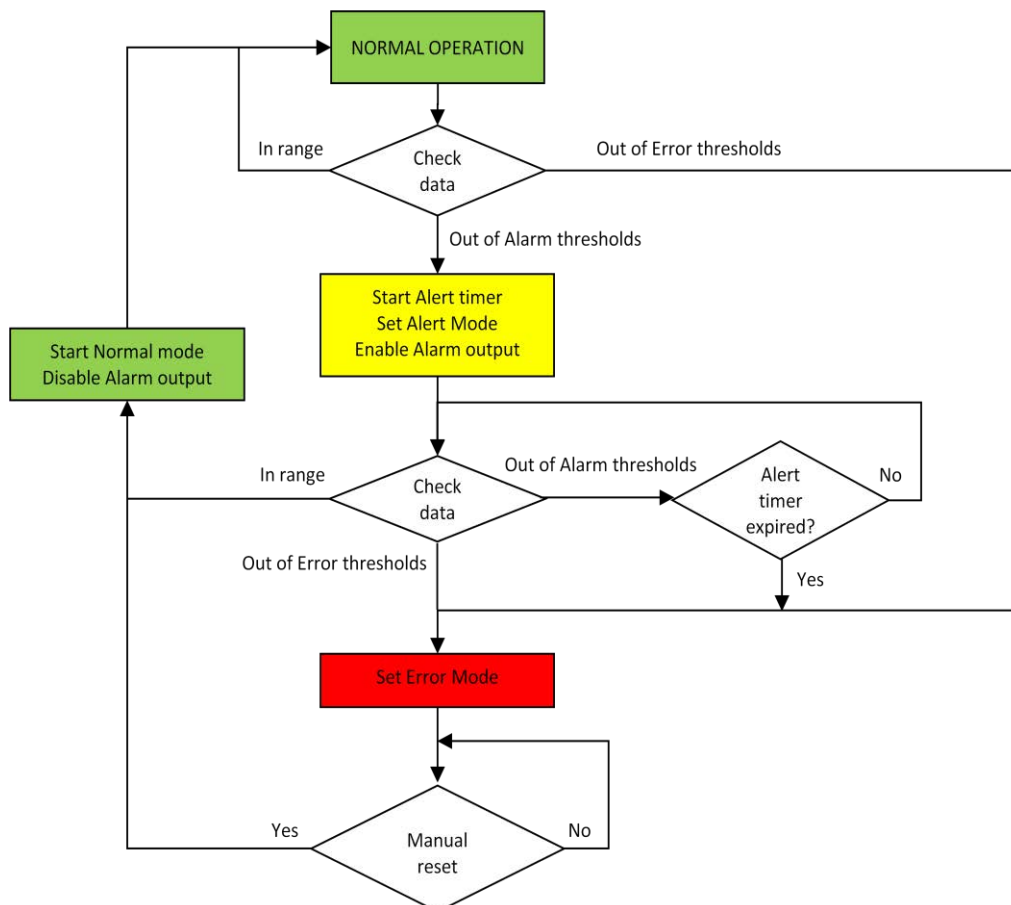 NORMAL OPERATION
In range
Check
data
Out of Error thresholds
Out of Alarm thresholds
Start Alert timer
Set Alert Mode
Enable Alarm output
Start Normal mode
Disable Alarm output
In range
Check
data
Out of Alarm thresholds
Alert
timer
expired?
No
Out of Error thresholds
Yes
Set Error Mode
Yes
Manual
reset
No